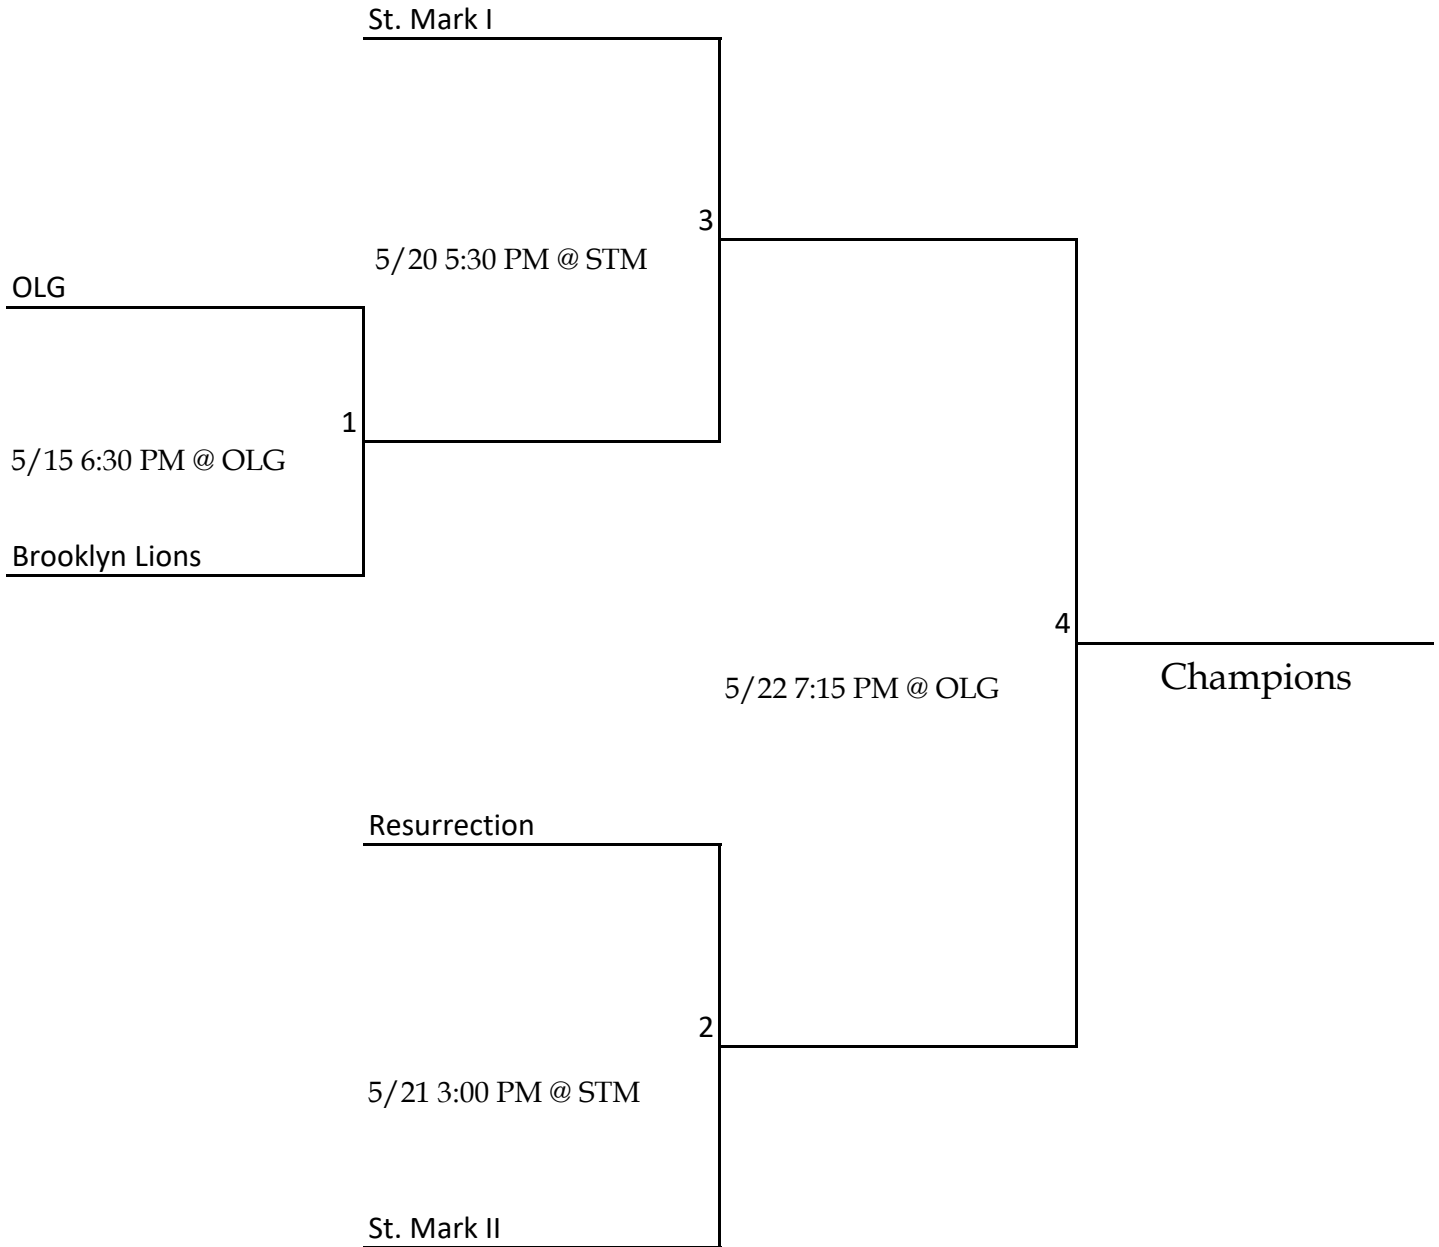 St. Mark I
3
5/20 5:30 PM @ STM
OLG
1
5/15 6:30 PM @ OLG
Brooklyn Lions
4
Champions
5/22 7:15 PM @ OLG
Resurrection
2
5/21 3:00 PM @ STM
St. Mark II